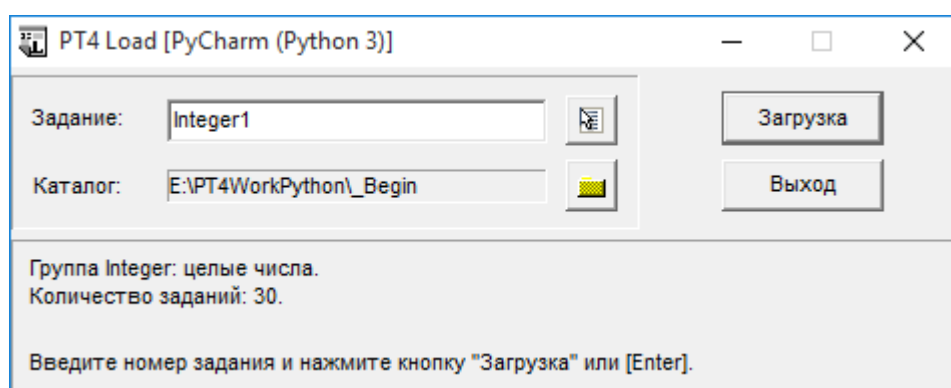 PT4 Load [PyCharm (Python 3)]
Задание: Integer1 Загрузка
Каталог: E:\PT4WorkPython\_Begin Выход
Группа Integer: целые числа.
Количество заданий: 30.
Введите номер задания и нажмите кнопку "Загрузка" или [Enter].